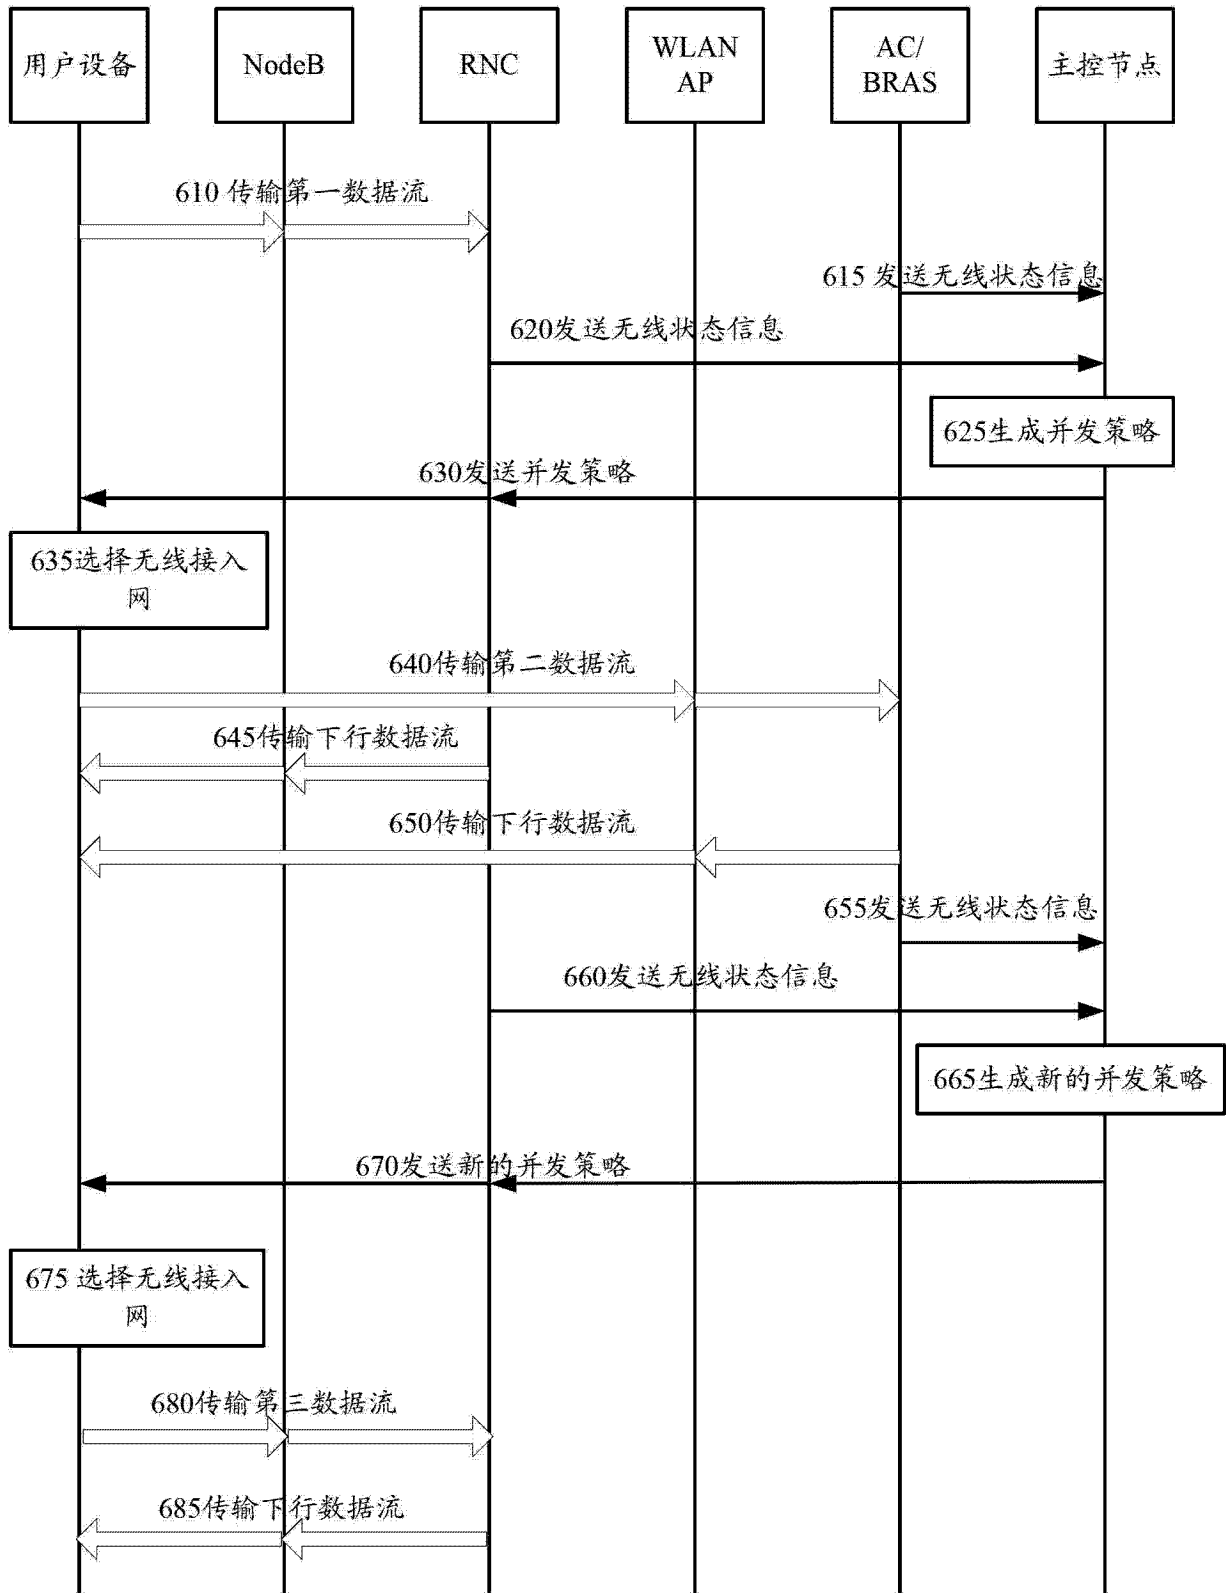 用户设备
NodeB
RNC
WLAN
AP
AC/
BRAS
主控节点
610 传输第一数据流
615 发送无线状态信息
620发送无线状态信息
625生成并发策略
630发送并发策略
635选择无线接入
网
640传输第二数据流
645传输下行数据流
650传输下行数据流
655发送无线状态信息
660发送无线状态信息
665生成新的并发策略
670发送新的并发策略
675 选择无线接入
网
680传输第三数据流
685传输下行数据流